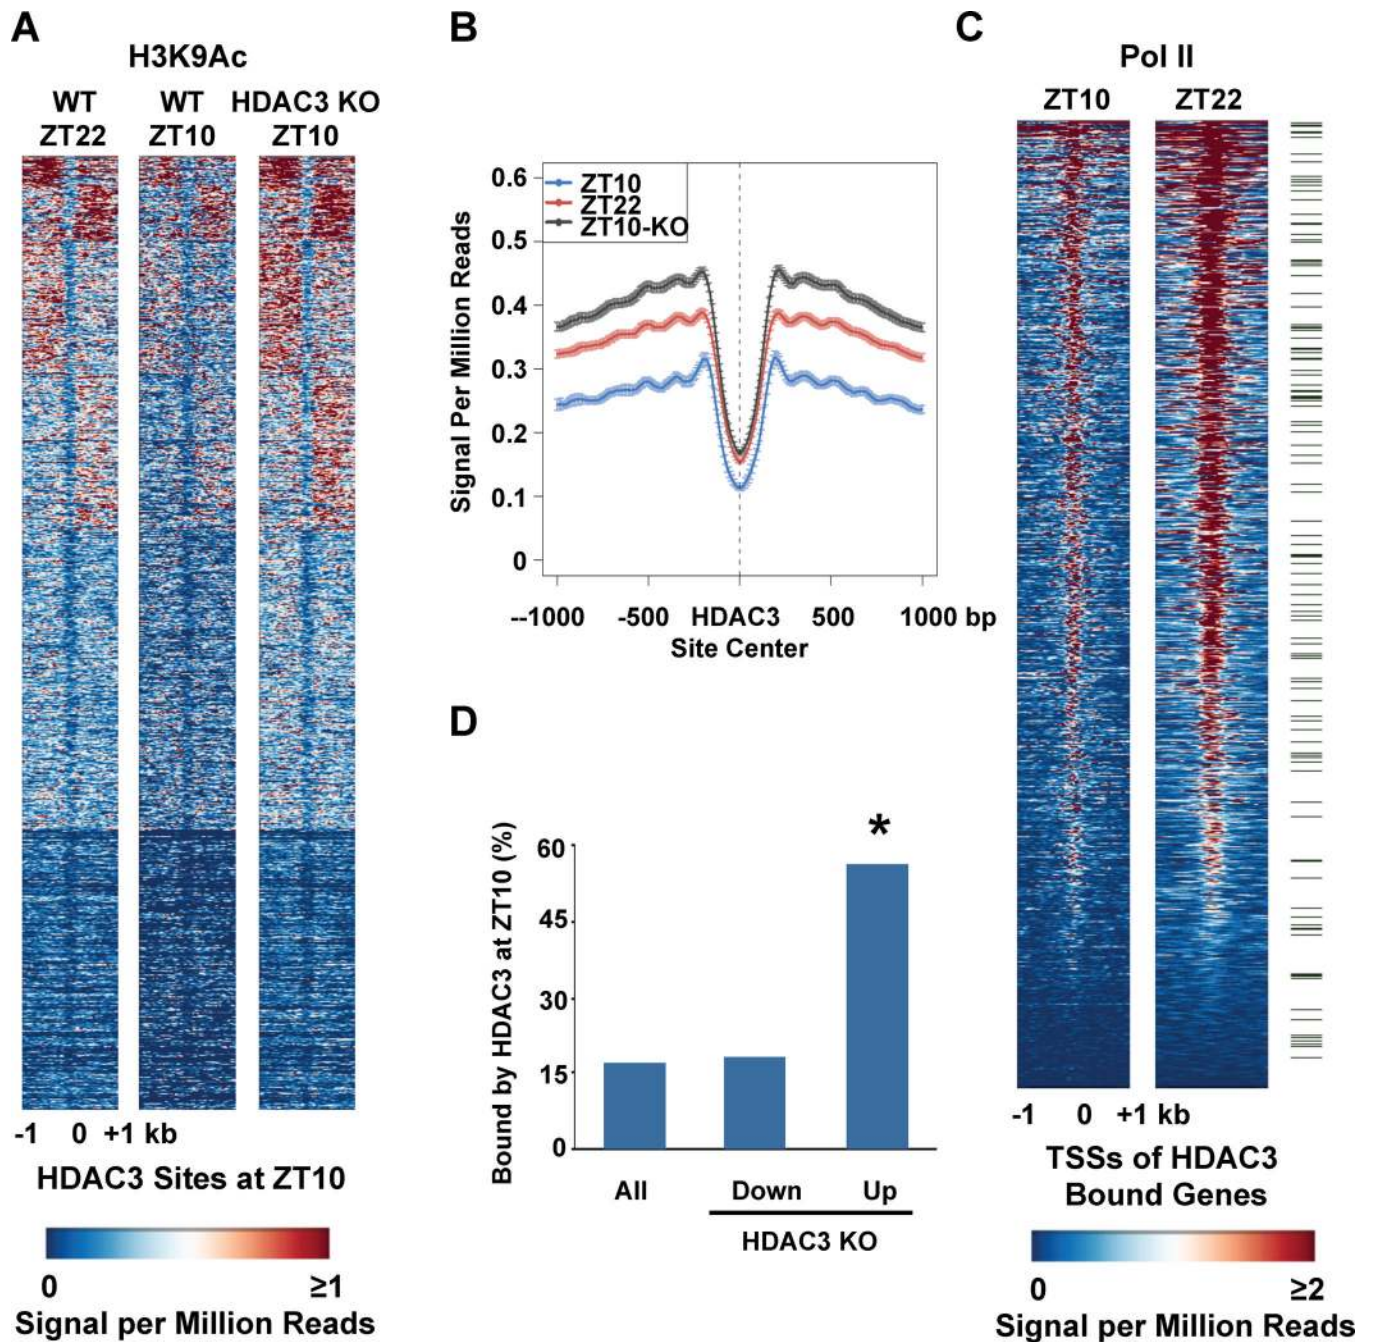 A
H3K9Ac
WT WT HDAC3 KO
ZT22 ZT10 ZT10
-1 0 +1 kb
HDAC3 Sites at ZT10
0 ≥1
Signal per Million Reads
B
Signal Per Million Reads
0.6
0.5
0.4
0.3
0.2
0.1
0
ZT10
ZT22
ZT10-KO
--1000 -500 HDAC3 500 1000 bp
Site Center
C
Pol II
ZT10 ZT22
-1 0 +1 kb
TSSs of HDAC3
Bound Genes
0 ≥2
Signal per Million Reads
D
Bound by HDAC3 at ZT10 (%)
60
45
30
15
0
*
All Down Up
HDAC3 KO